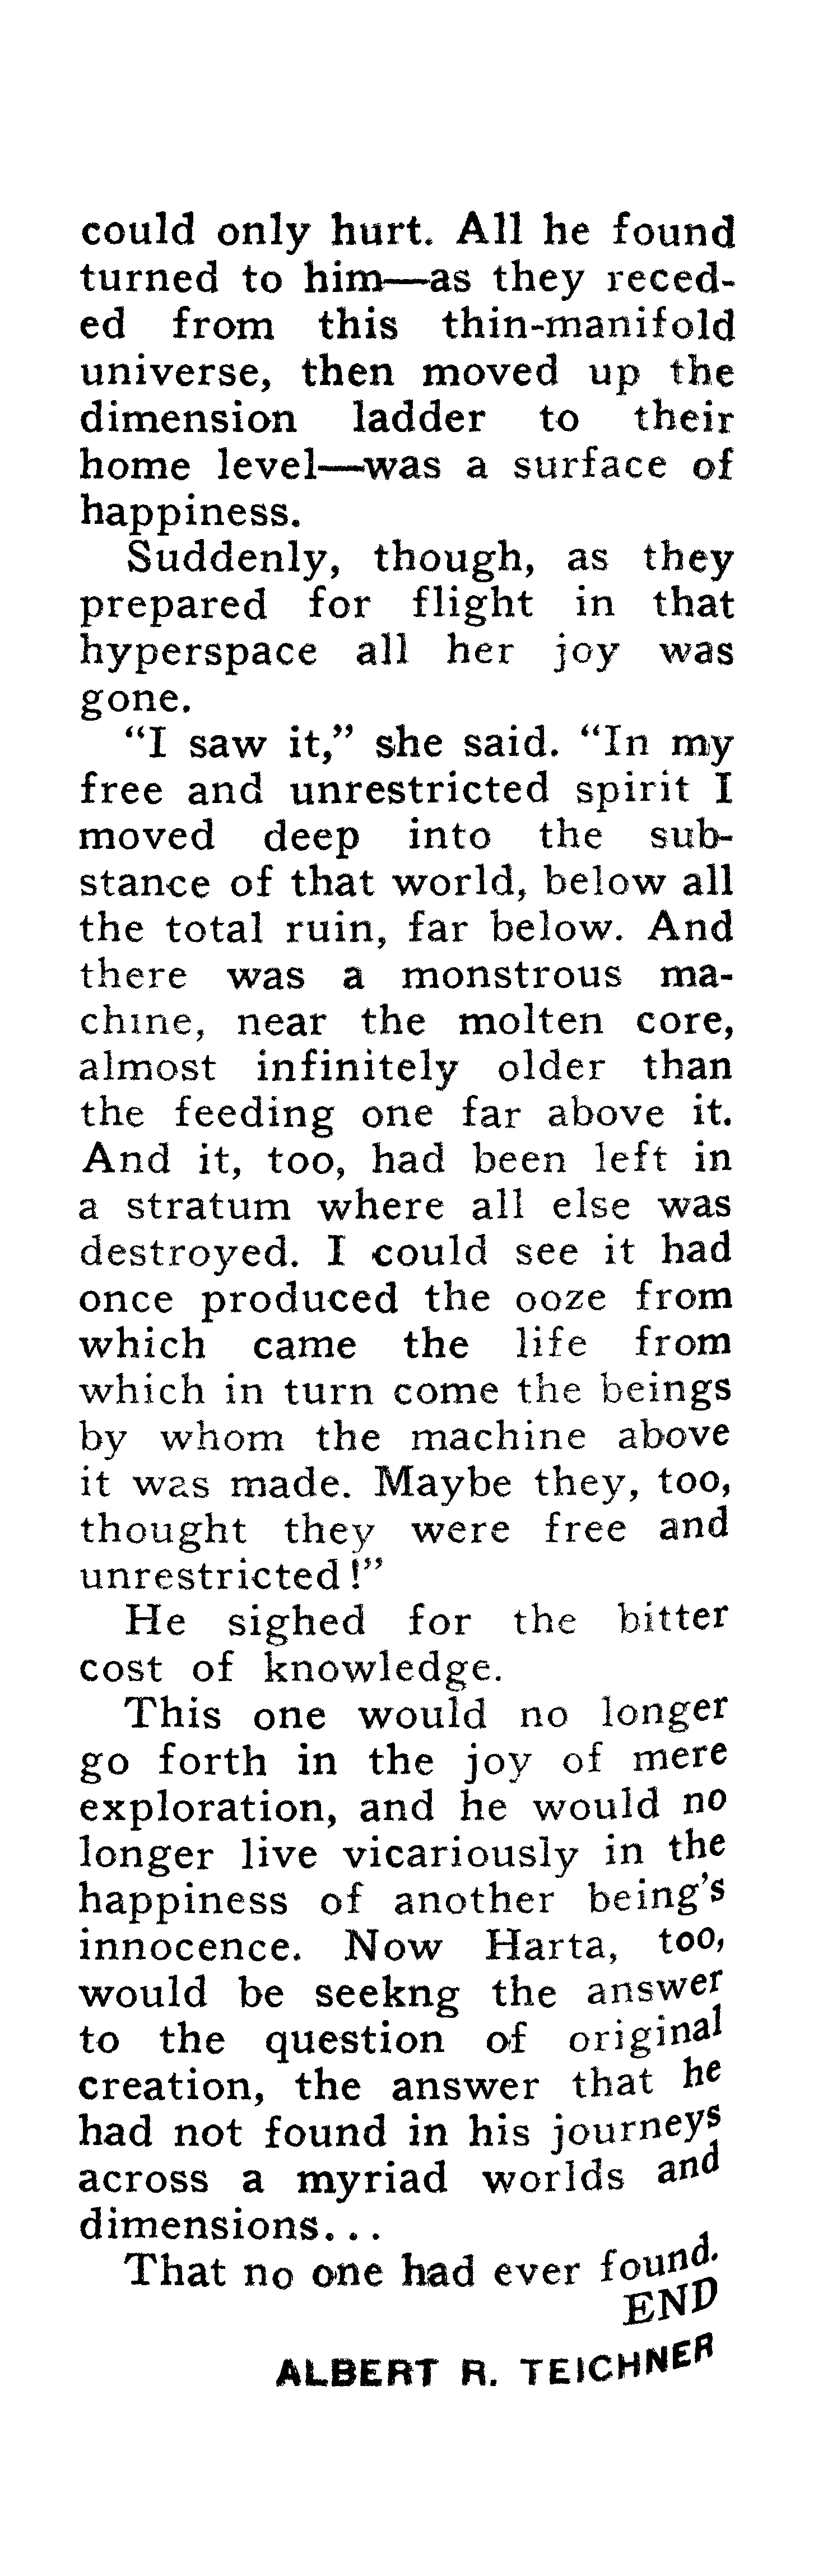 could only hurt. All he found
turned to him—as they reced-
ed from this thin-manifold
universe, then moved up the
dimension ladder to their
home level—was a surface of
happiness.
Suddenly, though, as they
prepared for flight in that
hyperspace all her joy was
gone.
“I saw it,” she said. “In my
free and unrestricted spirit I
moved deep into the sub-
stance of that world, below all
the total ruin, far below. And
there was a monstrous ma-
chine, near the molten core,
almost infinitely older than
the feeding one far above it.
And it, too, had been left in
a stratum where all else was
destroyed. I could see it had
once produced the ooze from
which came the life from
which in turn come the beings
by whom the machine above
it was made. Maybe they, too,
thought they were free and
unrestricted!”
He sighed for the bitter
cost of knowledge.
This one would no longer
go forth in the joy of mere
exploration, and he would no
longer live vicariously in the
happiness of another being's
innocence. Now Harta, too,
would be seekng the answer
to the question of original
creation, the answer that he
had not found in his journeys
across a myriad worlds and
dimensions...
That no one had ever found.
END
ALBERT R. TEICHNER